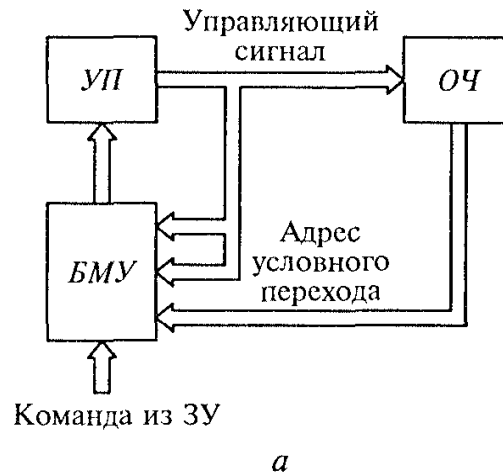 Управляющий
сигнал
УП
ОЧ
БМУ
Адрес
условного
перехода
Команда из ЗУ
а